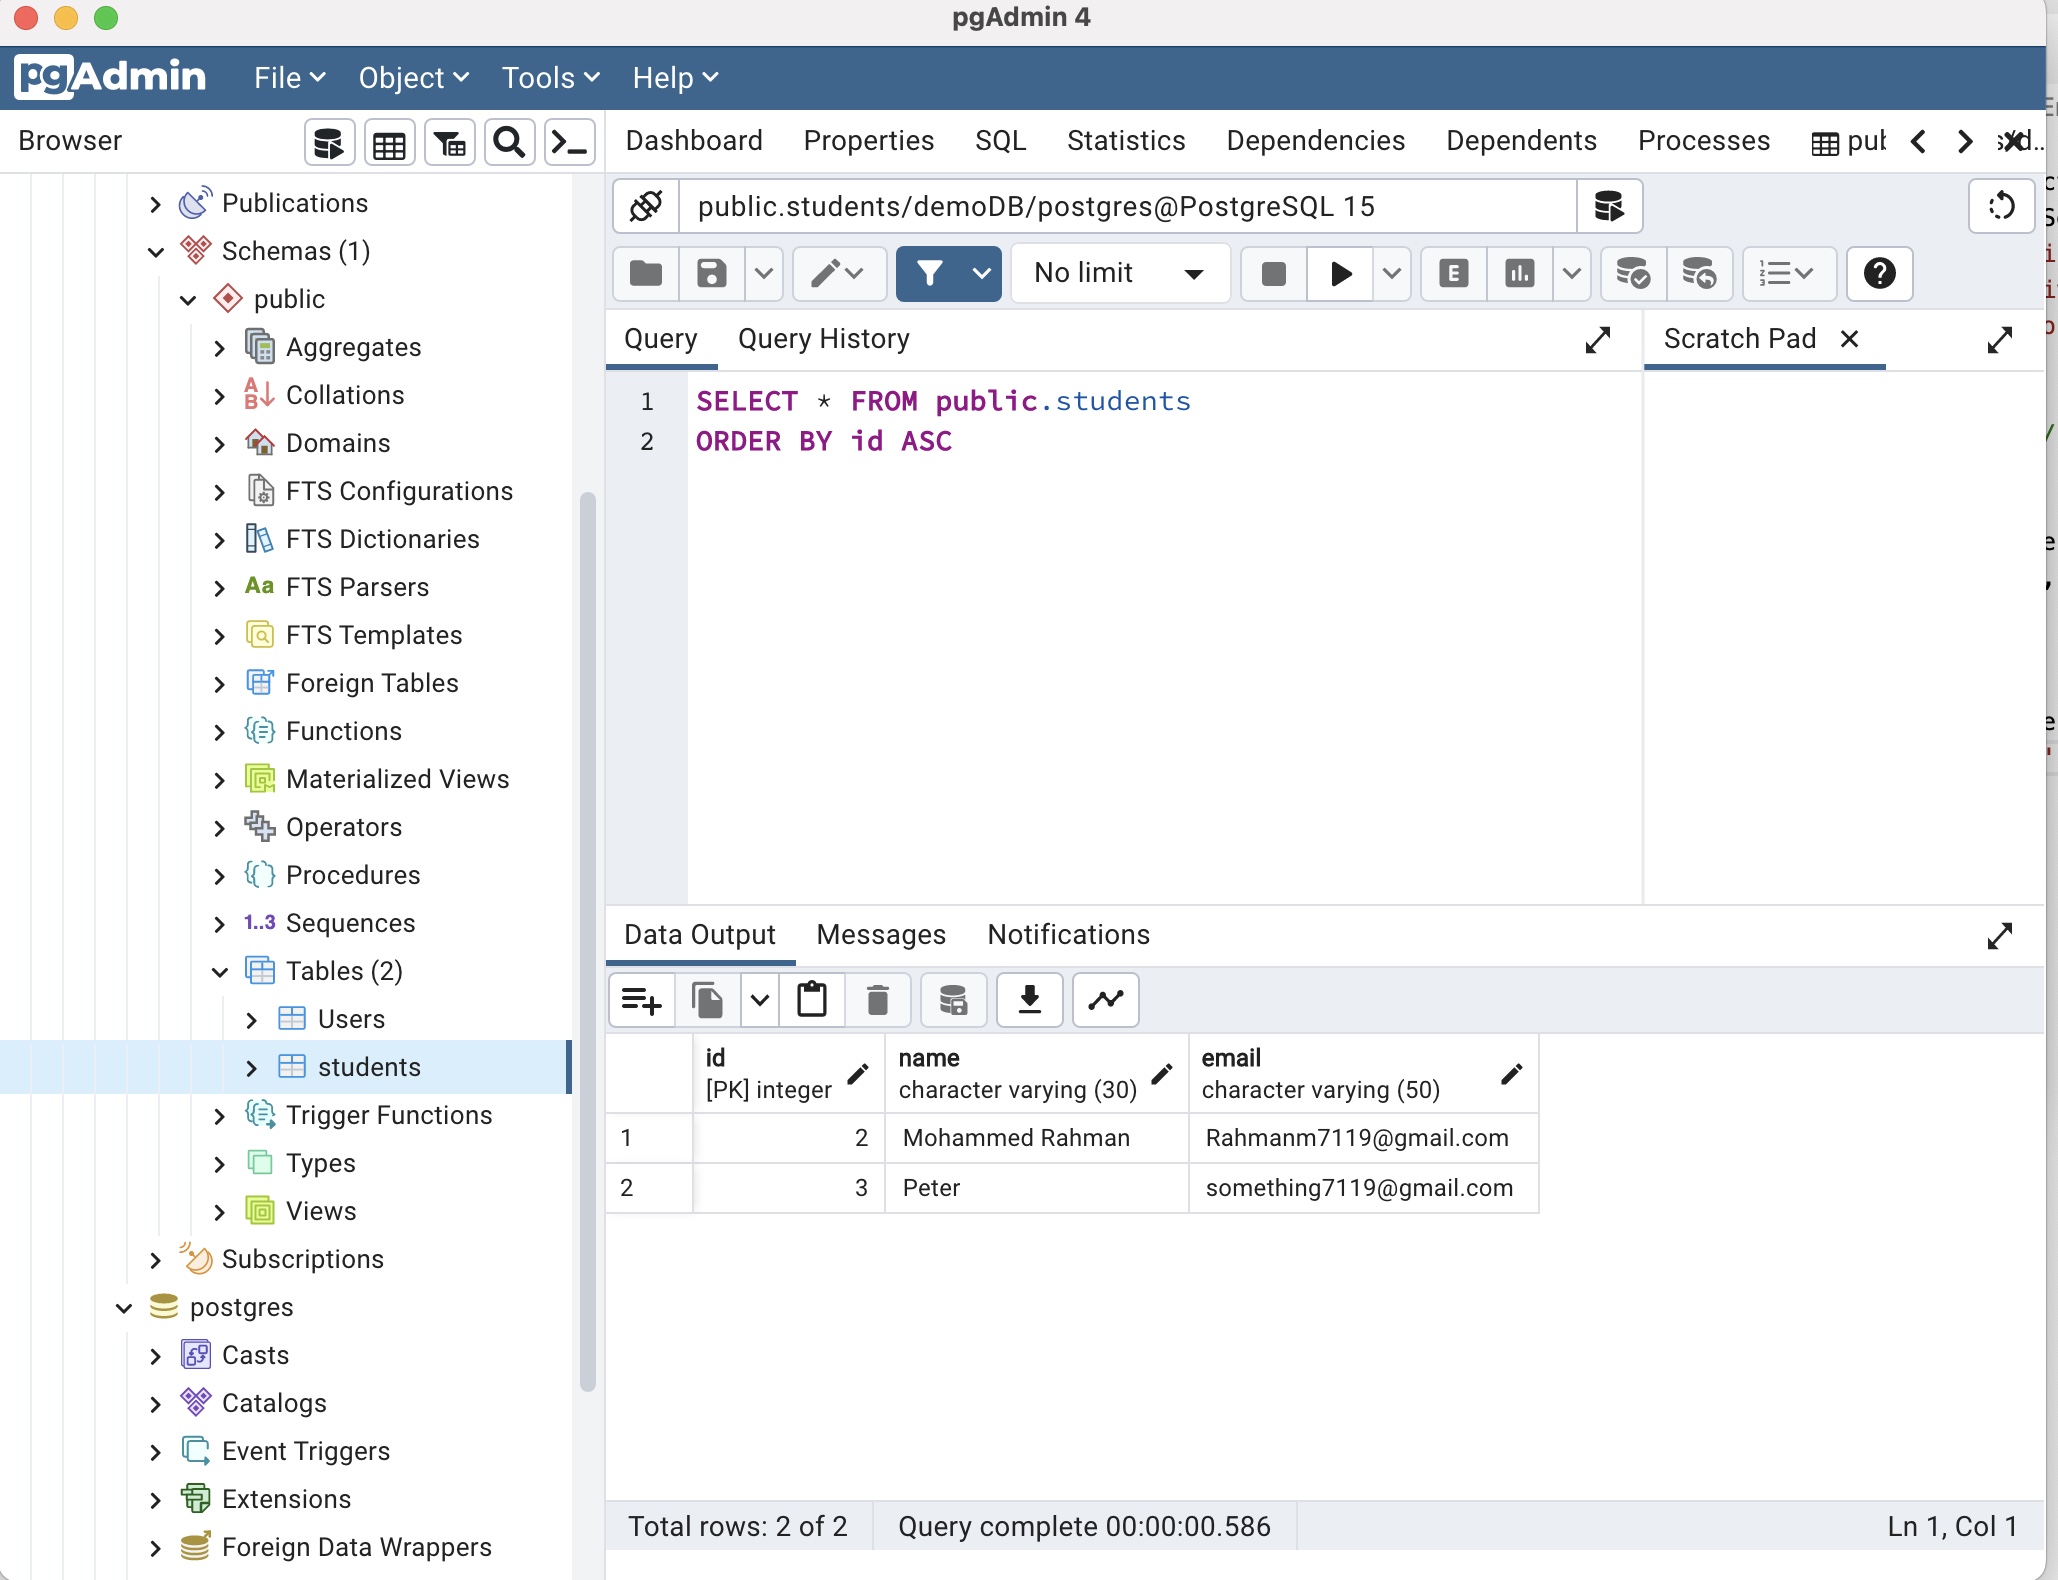 pgAdmin 4
pgAdmin File Object Tools Help
Browser
Dashboard Properties SQL Statistics Dependencies Dependents Processes
public.students/demoDB/postgres@PostgreSQL 15
No limit
Query Query History Scratch Pad
1 SELECT * FROM public.students
2 ORDER BY id ASC
Publications
Schemas (1)
public
Aggregates
Collations
Domains
FTS Configurations
FTS Dictionaries
Aa FTS Parsers
FTS Templates
Foreign Tables
Functions
Materialized Views
Operators
Procedures
1..3 Sequences
Tables (2)
Users
students
Trigger Functions
Types
Views
Subscriptions
postgres
Casts
Catalogs
Event Triggers
Extensions
Foreign Data Wrappers
Data Output Messages Notifications
id name email
[PK] integer character varying (30) character varying (50)
1 2 Mohammed Rahman Rahmanm7119@gmail.com
2 3 Peter something7119@gmail.com
Total rows: 2 of 2 Query complete 00:00:00.586 Ln 1, Col 1